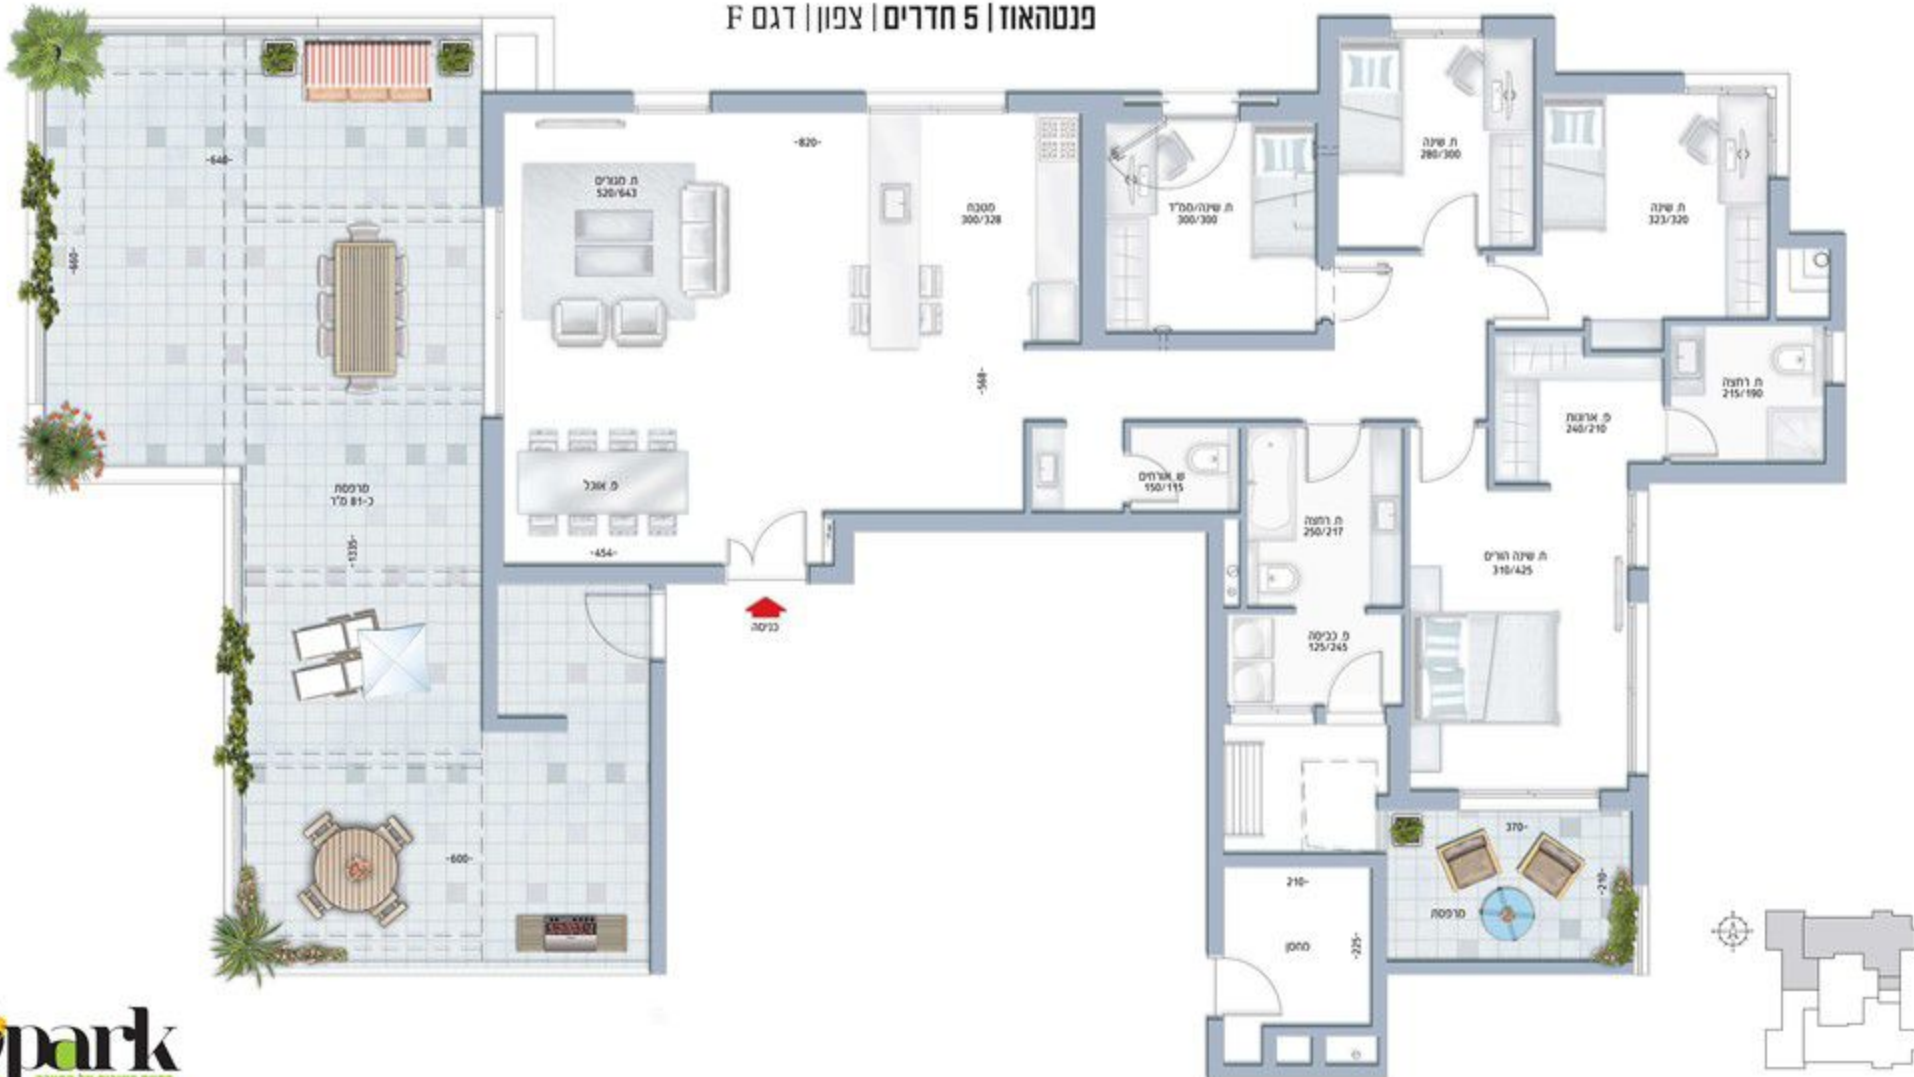 פנטהאוז | 5 חדרים | צפון | דגם F
-640-
-660-
מרפסת
כ-81 מ"ר
-1335-
-600-
-820-
ח. מגורים
520/643
מטבח
300/328
-568-
פ. אוכל
-454-
כניסה
ח. שינה/ממ"ד
300/300
ח. שינה
280/300
ח. שינה
323/320
ח. רחצה
215/190
פ. ארונות
240/210
ש. אורחים
150/115
ח. רחצה
250/217
ח. שינה הורים
310/425
פ. כביסה
125/245
370-
-210-
מרפסת
210-
-225-
מחסן
park